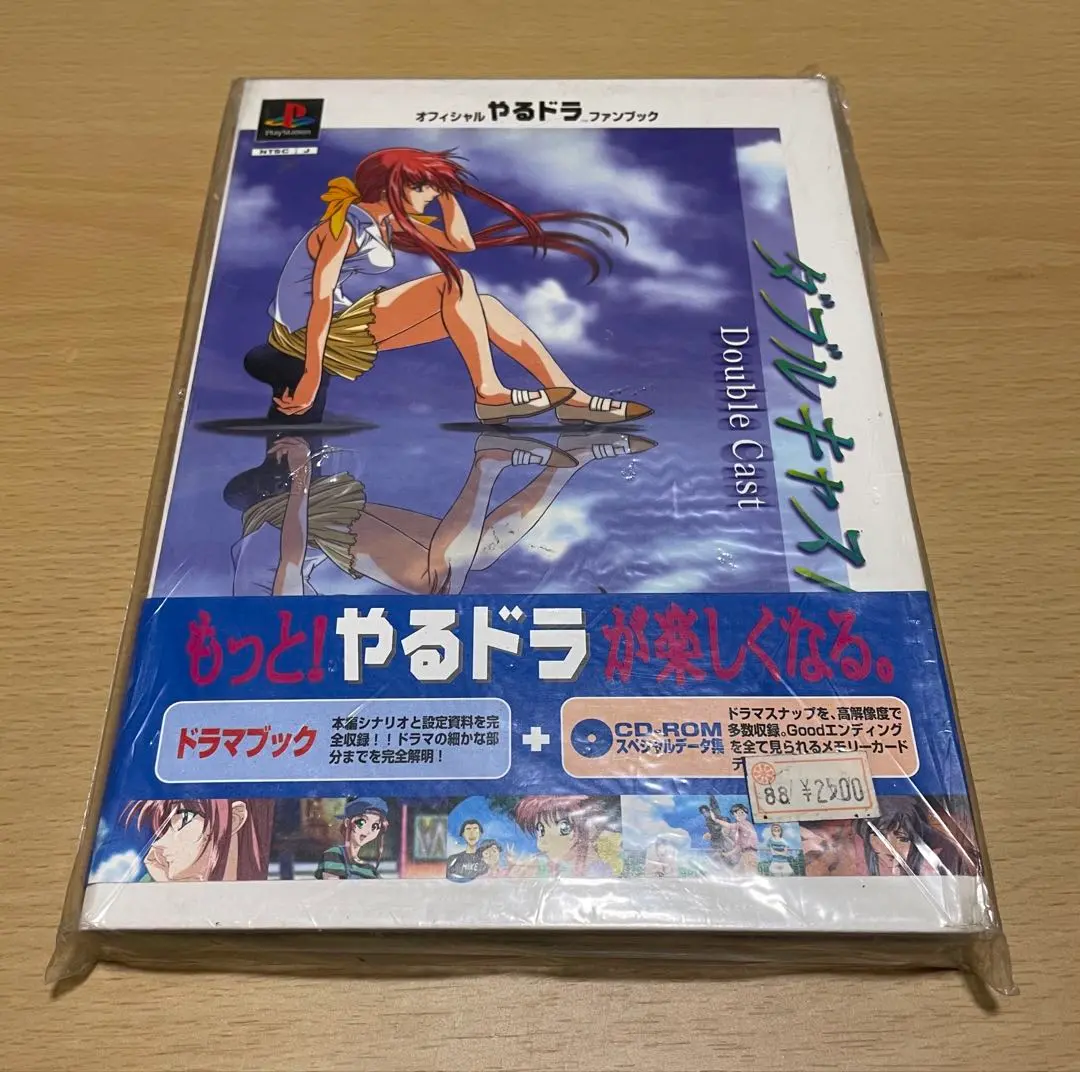 PlayStation
NTSC J
オフィシャル やるドラ ファンブック
ダブルキャスト
Double Cast
もっと!やるドラが楽しくなる。
ドラマブック
本編シナリオと設定資料を完
全収録!!ドラマの細かな部
分までを完全解明!
+
CD-ROM
スペシャルデータ集
ドラマスナップを、高解像度で
多数収録。Goodエンディング
を全て見られるメモリーカード
デ
88 ¥2500
MIKE